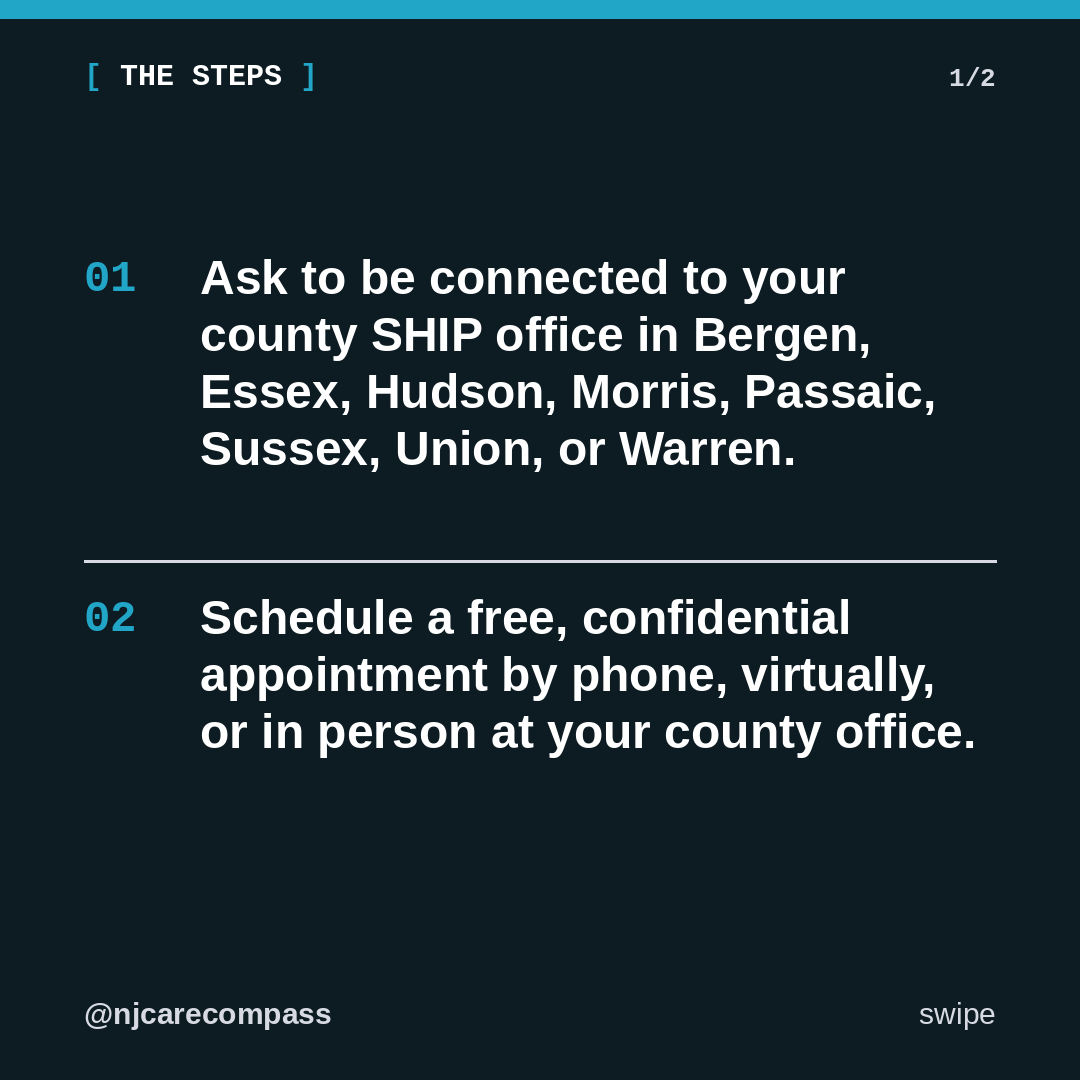 [ THE STEPS ]
1/2
01
Ask to be connected to your
county SHIP office in Bergen,
Essex, Hudson, Morris, Passaic,
Sussex, Union, or Warren.
02
Schedule a free, confidential
appointment by phone, virtually,
or in person at your county office.
@njcarecompass
swipe